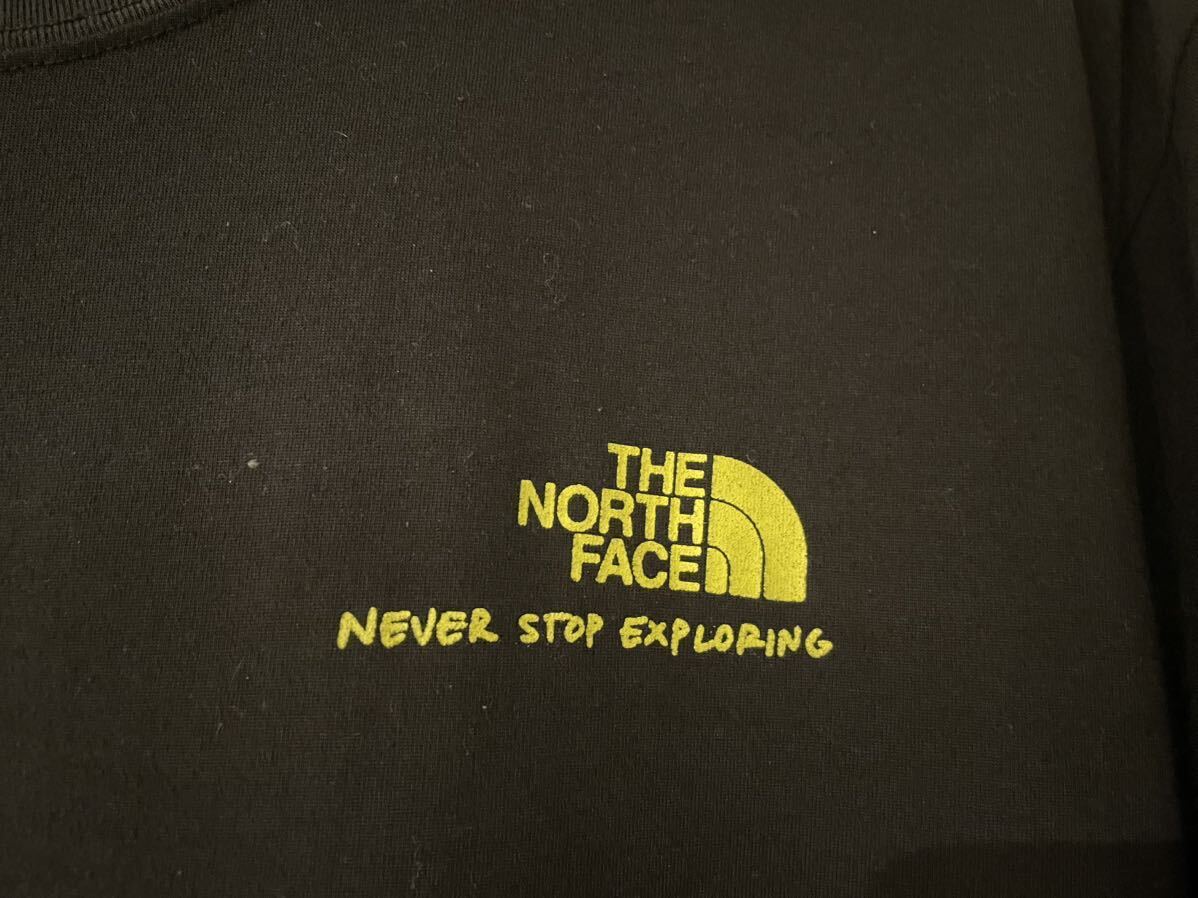 THE
NORTH
FACE
NEVER STOP EXPLORING